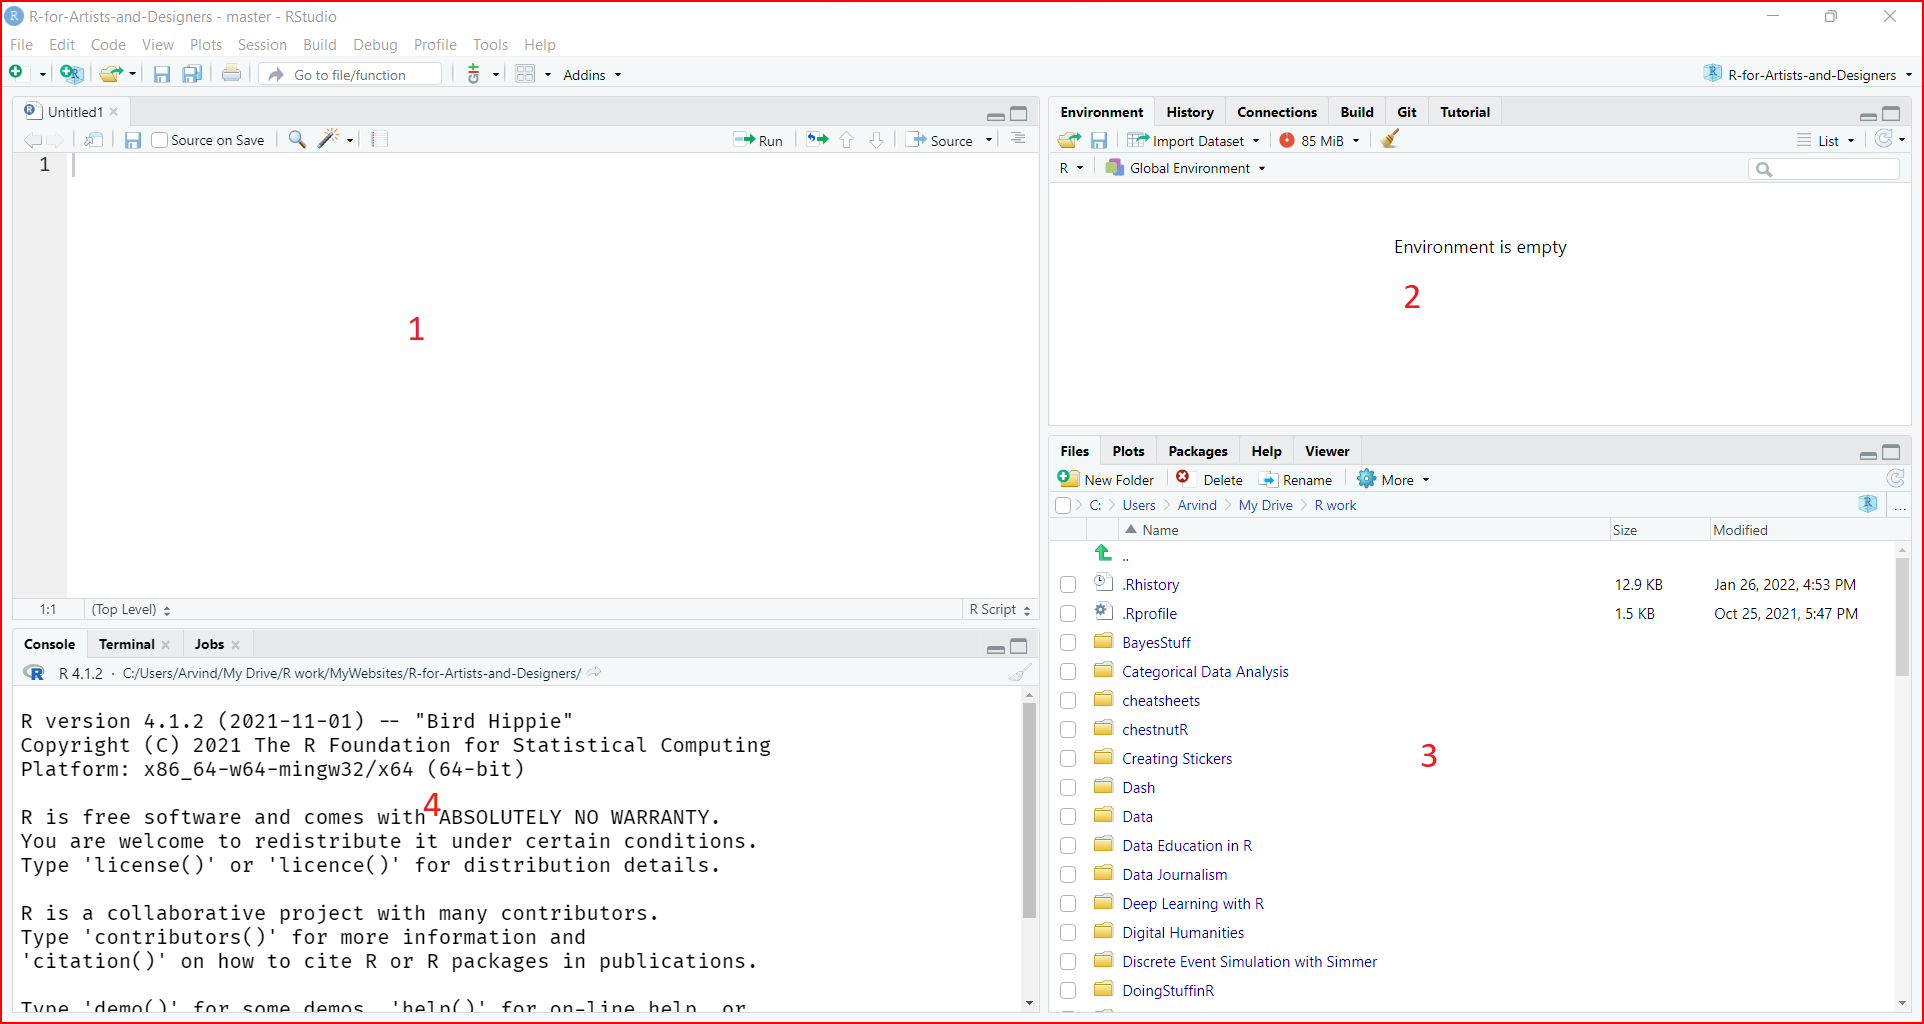 R-for-Artists-and-Designers - master - RStudio
File Edit Code View Plots Session Build Debug Profile Tools Help
Go to file/function Addins R-for-Artists-and-Designers
Untitled1
Source on Save Run Source
1
1
1:1 (Top Level) R Script
Console Terminal Jobs
R 4.1.2 · C:/Users/Arvind/My Drive/R work/MyWebsites/R-for-Artists-and-Designers/
R version 4.1.2 (2021-11-01) -- "Bird Hippie"
Copyright (C) 2021 The R Foundation for Statistical Computing
Platform: x86_64-w64-mingw32/x64 (64-bit)
4
R is free software and comes with ABSOLUTELY NO WARRANTY.
You are welcome to redistribute it under certain conditions.
Type 'license()' or 'licence()' for distribution details.
R is a collaborative project with many contributors.
Type 'contributors()' for more information and
'citation()' on how to cite R or R packages in publications.
Type 'demo()' for some demos, 'help()' for on-line help, or
Environment History Connections Build Git Tutorial
Import Dataset 85 MiB List
R Global Environment
Environment is empty
2
Files Plots Packages Help Viewer
New Folder Delete Rename More
C: Users Arvind My Drive R work ...
Name Size Modified
..
.Rhistory 12.9 KB Jan 26, 2022, 4:53 PM
.Rprofile 1.5 KB Oct 25, 2021, 5:47 PM
BayesStuff
Categorical Data Analysis
cheatsheets
chestnutR
Creating Stickers
3
Dash
Data
Data Education in R
Data Journalism
Deep Learning with R
Digital Humanities
Discrete Event Simulation with Simmer
DoingStuffinR